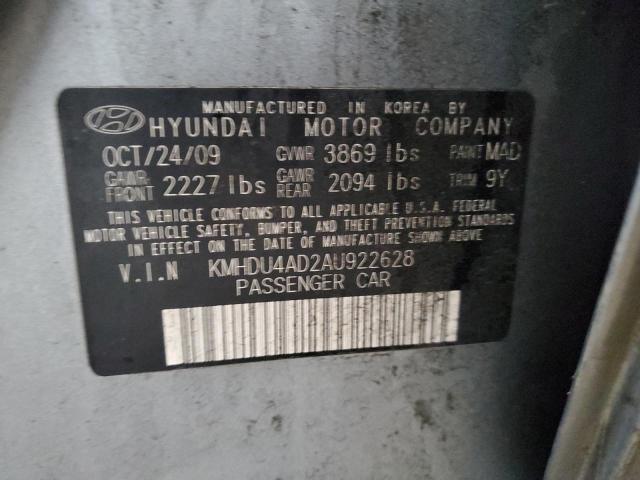 MANUFACTURED IN KOREA BY
HYUNDAI MOTOR COMPANY
OCT/24/09 GVWR 3869 lbs PAINT MAD
GAWR FRONT 2227 lbs GAWR REAR 2094 lbs TRIM 9Y
THIS VEHICLE CONFORMS TO ALL APPLICABLE U.S.A. FEDERAL
MOTOR VEHICLE SAFETY, BUMPER, AND THEFT PREVENTION STANDARDS
IN EFFECT ON THE DATE OF MANUFACTURE SHOWN ABOVE
V.I.N KMHDU4AD2AU922628
PASSENGER CAR